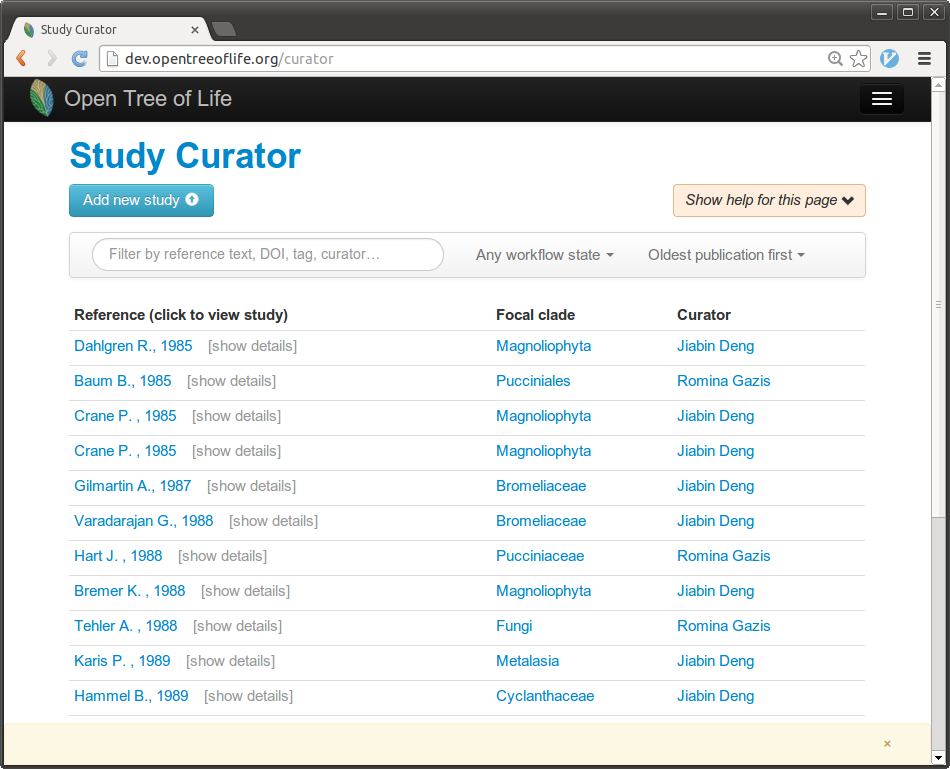 Study Curator
dev.opentreeoflife.org/curator
Open Tree of Life
Study Curator
Add new study
Show help for this page
Filter by reference text, DOI, tag, curator… Any workflow state Oldest publication first
Reference (click to view study) Focal clade Curator
Dahlgren R., 1985 [show details] Magnoliophyta Jiabin Deng
Baum B., 1985 [show details] Pucciniales Romina Gazis
Crane P. , 1985 [show details] Magnoliophyta Jiabin Deng
Crane P. , 1985 [show details] Magnoliophyta Jiabin Deng
Gilmartin A., 1987 [show details] Bromeliaceae Jiabin Deng
Varadarajan G., 1988 [show details] Bromeliaceae Jiabin Deng
Hart J. , 1988 [show details] Pucciniaceae Romina Gazis
Bremer K. , 1988 [show details] Magnoliophyta Jiabin Deng
Tehler A. , 1988 [show details] Fungi Romina Gazis
Karis P. , 1989 [show details] Metalasia Jiabin Deng
Hammel B., 1989 [show details] Cyclanthaceae Jiabin Deng